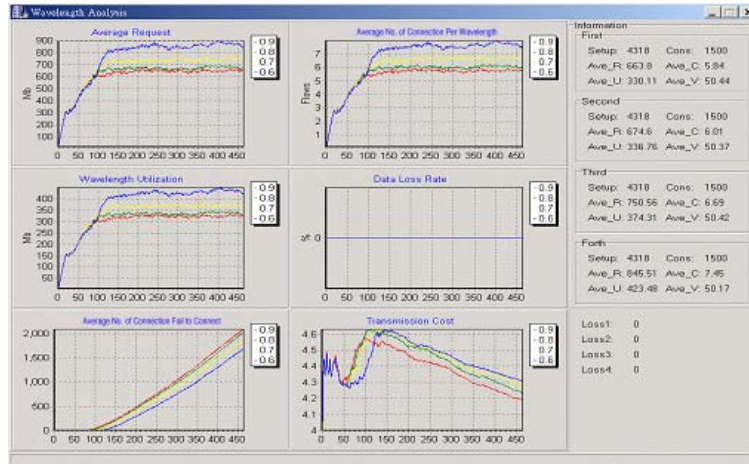 Wavelength Analysis
Average Request
Mb
900
800
700
600
500
400
300
200
100
0 50 100 150 200 250 300 350 400 450
- 0.9
- 0.8
0.7
- 0.6
Average No. of Connection Per Wavelength
Flows
7
6
5
4
3
2
1
0 50 100 150 200 250 300 350 400 450
- 0.9
- 0.8
0.7
- 0.6
Wavelength Utilization
Mb
400
350
300
250
200
150
100
50
0 50 100 150 200 250 300 350 400 450
- 0.9
- 0.8
0.7
- 0.6
Data Loss Rate
0
- 0.9
- 0.8
0.7
- 0.6
Average No. of Connection Fail to Connect
2,000
1,500
1,000
500
0
0 50 100 150 200 250 300 350 400 450
- 0.9
- 0.8
0.7
- 0.6
Transmission Cost
4.6
4.5
4.4
4.3
4.2
4.1
4
0 50 100 150 200 250 300 350 400 450
- 0.9
- 0.8
0.7
- 0.6
Information
First
Setup: 4318 Cons: 1500
Ave_R: 663.8 Ave_C: 5.84
Ave_U: 330.11 Ave_V: 50.44
Second
Setup: 4318 Cons: 1500
Ave_R: 674.6 Ave_C: 6.01
Ave_U: 336.76 Ave_V: 50.37
Third
Setup: 4318 Cons: 1500
Ave_R: 750.56 Ave_C: 6.69
Ave_U: 374.31 Ave_V: 50.42
Forth
Setup: 4318 Cons: 1500
Ave_R: 845.51 Ave_C: 7.45
Ave_U: 423.48 Ave_V: 50.17
Loss1: 0
Loss2: 0
Loss3: 0
Loss4: 0